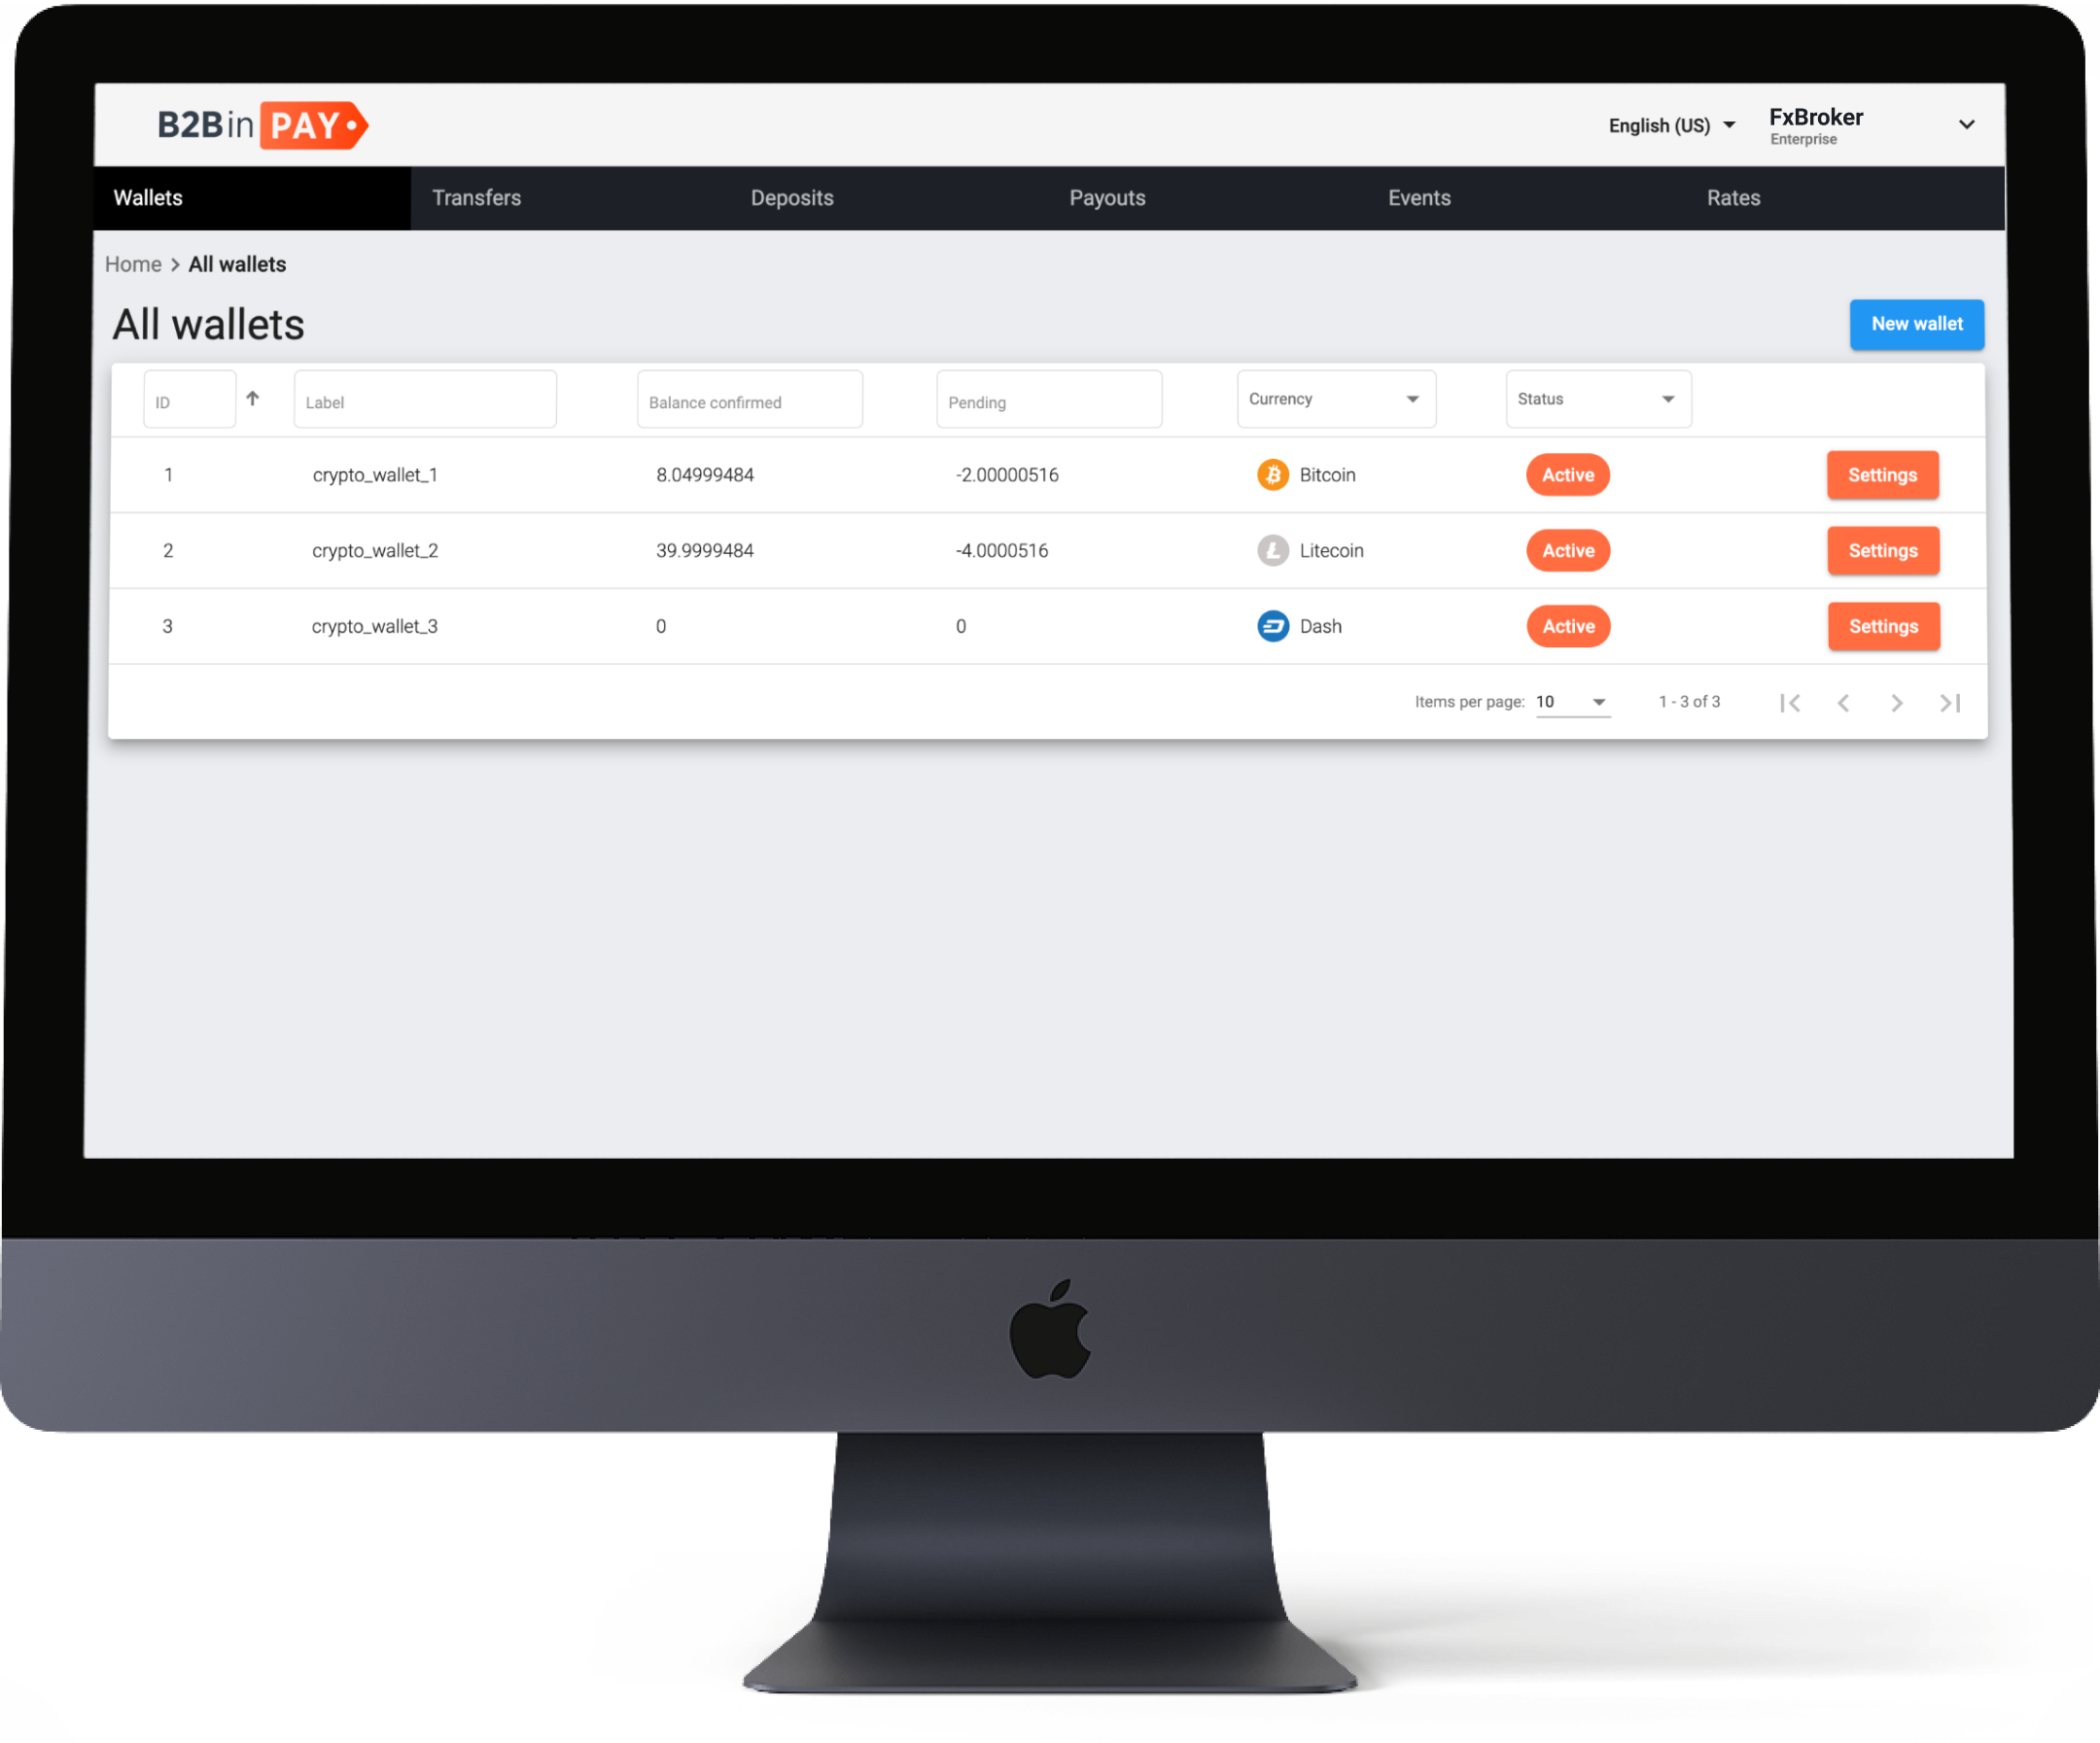 B2Bin PAY
English (US)
FxBroker
Enterprise
Wallets Transfers Deposits Payouts Events Rates
Home > All wallets
All wallets
New wallet
ID Label Balance confirmed Pending Currency Status
1 crypto_wallet_1 8.04999484 -2.00000516 Bitcoin Active Settings
2 crypto_wallet_2 39.9999484 -4.0000516 Litecoin Active Settings
3 crypto_wallet_3 0 0 Dash Active Settings
Items per page: 10 1 - 3 of 3